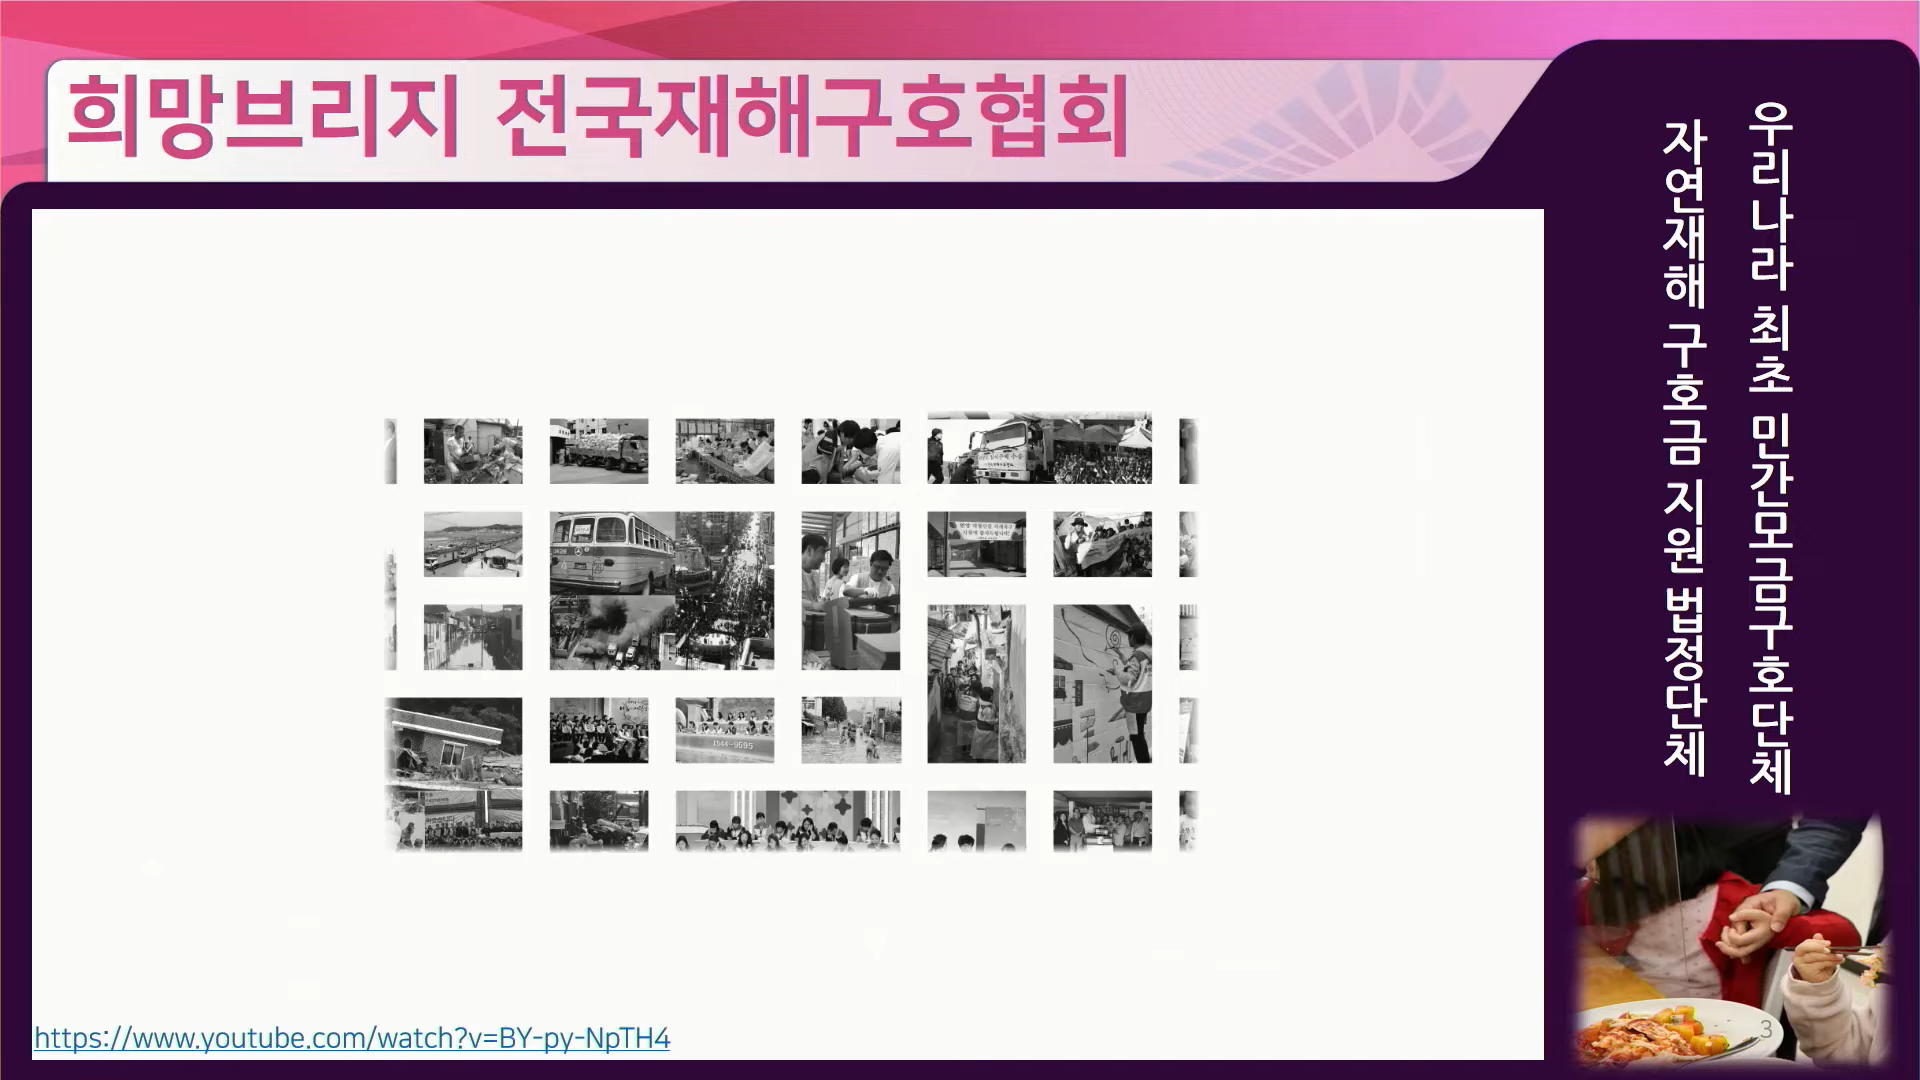 희망브리지 전국재해구호협회
우리나라 최초 민간모금구호단체
자연재해 구호금 지원 법정단체
1544-9595
https://www.youtube.com/watch?v=BY-py-NpTH4
3